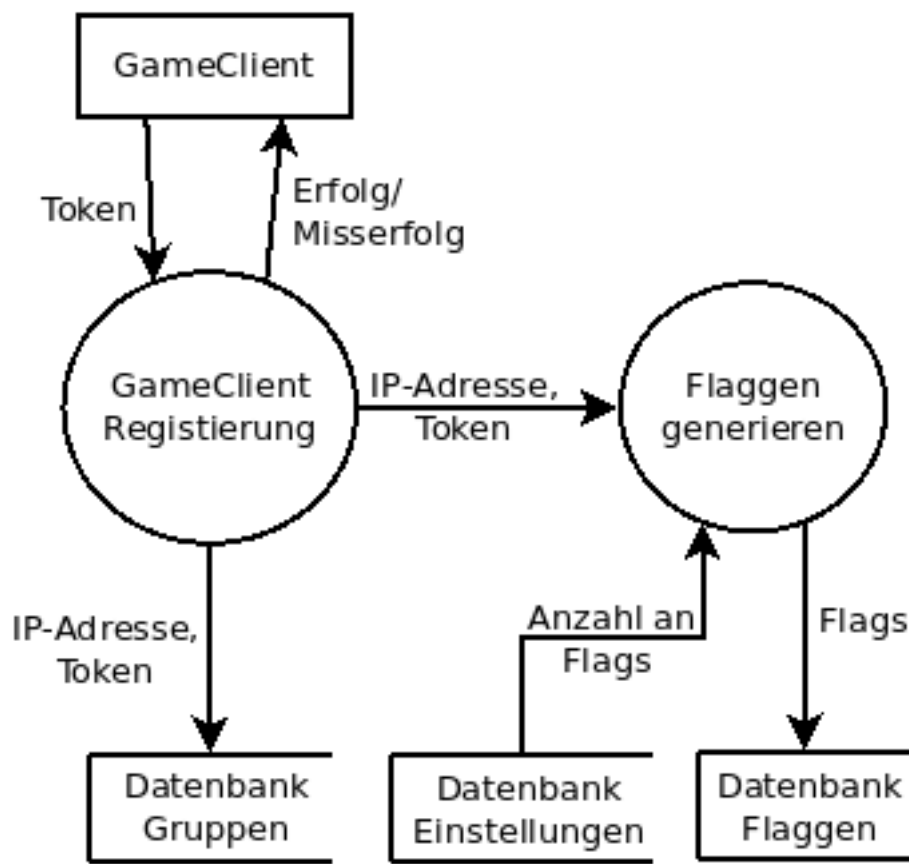 GameClient
Token
Erfolg/
Misserfolg
GameClient
Registierung
IP-Adresse,
Token
Flaggen
generieren
IP-Adresse,
Token
Anzahl an
Flags
Flags
Datenbank
Gruppen
Datenbank
Einstellungen
Datenbank
Flaggen